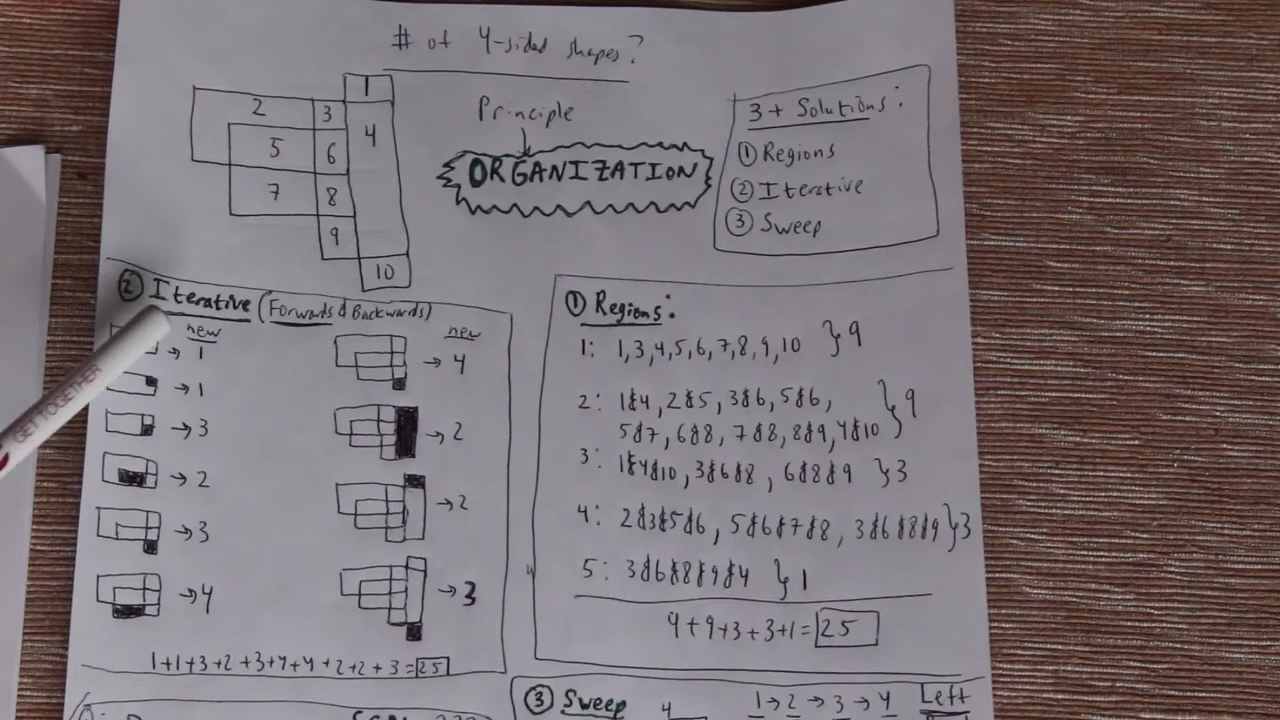 # of 4-sided shapes?
1
2
3
4
5
6
7
8
9
10
Principle
ORGANIZATION
3+ Solutions:
① Regions
② Iterative
③ Sweep
② Iterative (Forwards & Backwards)
new
→ 1
→ 1
→ 3
→ 2
→ 3
→ 4
new
→ 4
→ 2
→ 2
→ 3
1+1+3+2+3+4+4+2+2+3=25
① Regions:
1: 1,3,4,5,6,7,8,9,10 } 9
2: 1&4, 2&5, 3&6, 5&6, } 9
5&7, 6&8, 7&8, 8&9, 4&10
3: 1&4&10, 3&6&8, 6&8&9 } 3
4: 2&3&5&6, 5&6&7&8, 3&6&8&9 } 3
5: 3&6&8&9&4 } 1
9+9+3+3+1=25
③ Sweep
4
1→2→3→4
Left
GET TOGETHER